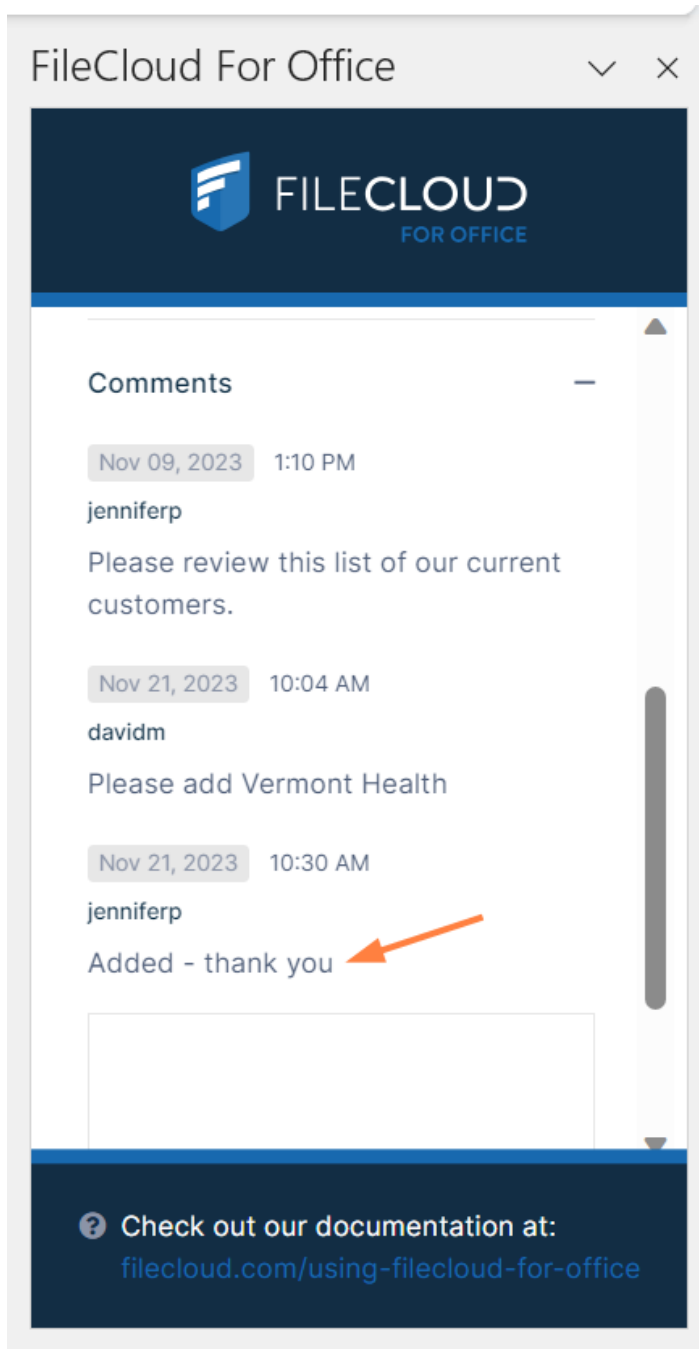 FileCloud For Office
FILECLOUD
FOR OFFICE
Comments
Nov 09, 2023 1:10 PM
jenniferp
Please review this list of our current
customers.
Nov 21, 2023 10:04 AM
davidm
Please add Vermont Health
Nov 21, 2023 10:30 AM
jenniferp
Added - thank you
Check out our documentation at:
filecloud.com/using-filecloud-for-office